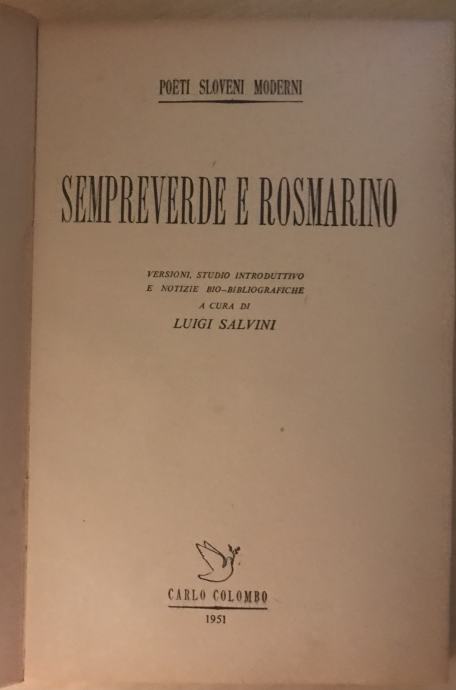 POETI SLOVENI MODERNI
SEMPREVERDE E ROSMARINO
VERSIONI, STUDIO INTRODUTTIVO
E NOTIZIE BIO-BIBLIOGRAFICHE
A CURA DI
LUIGI SALVINI
CARLO COLOMBO
1951